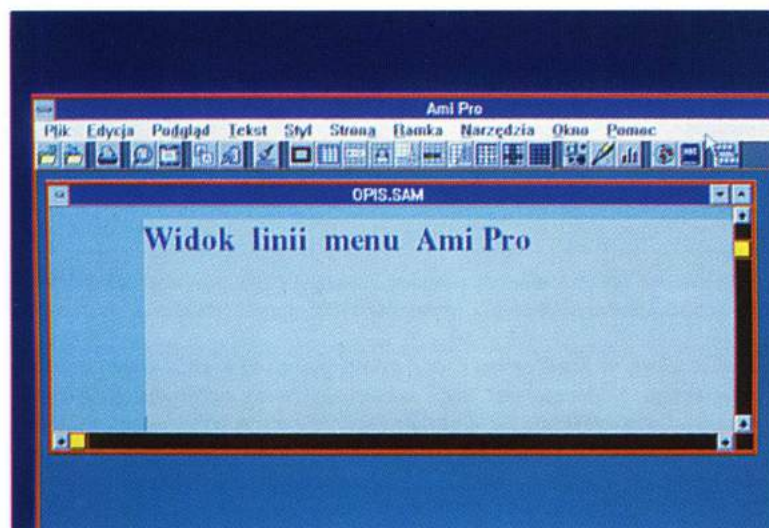 Ami Pro
Plik Edycja Podgląd Tekst Styl Strona Ramka Narzędzia Okno Pomoc
OPIS.SAM
Widok linii menu Ami Pro